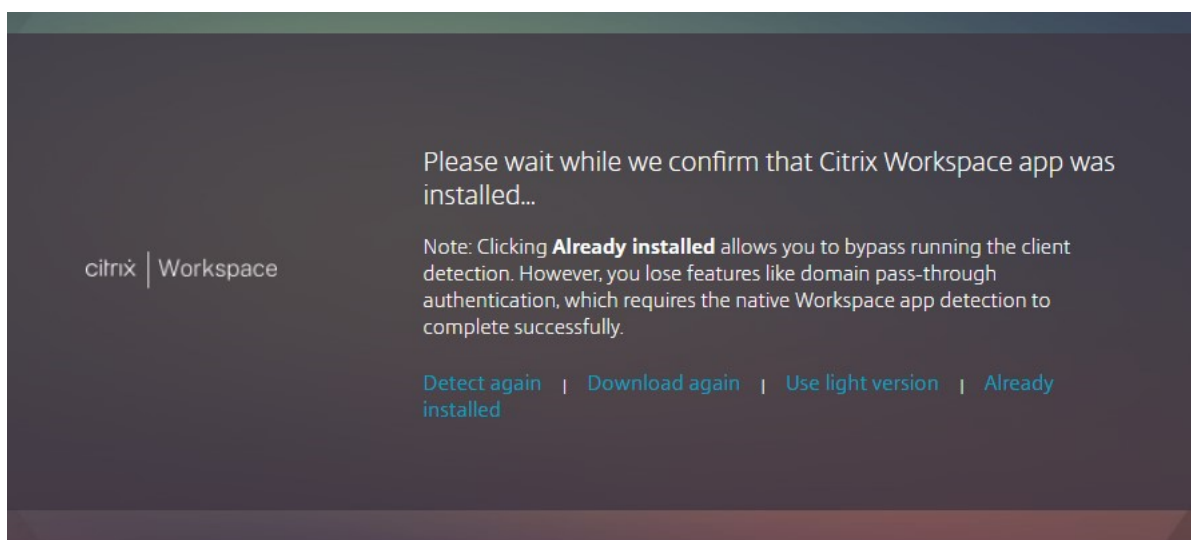 Please wait while we confirm that Citrix Workspace app was
installed...
Note: Clicking Already installed allows you to bypass running the client
detection. However, you lose features like domain pass-through
authentication, which requires the native Workspace app detection to
complete successfully.
citrix | Workspace
Detect again | Download again | Use light version | Already
installed